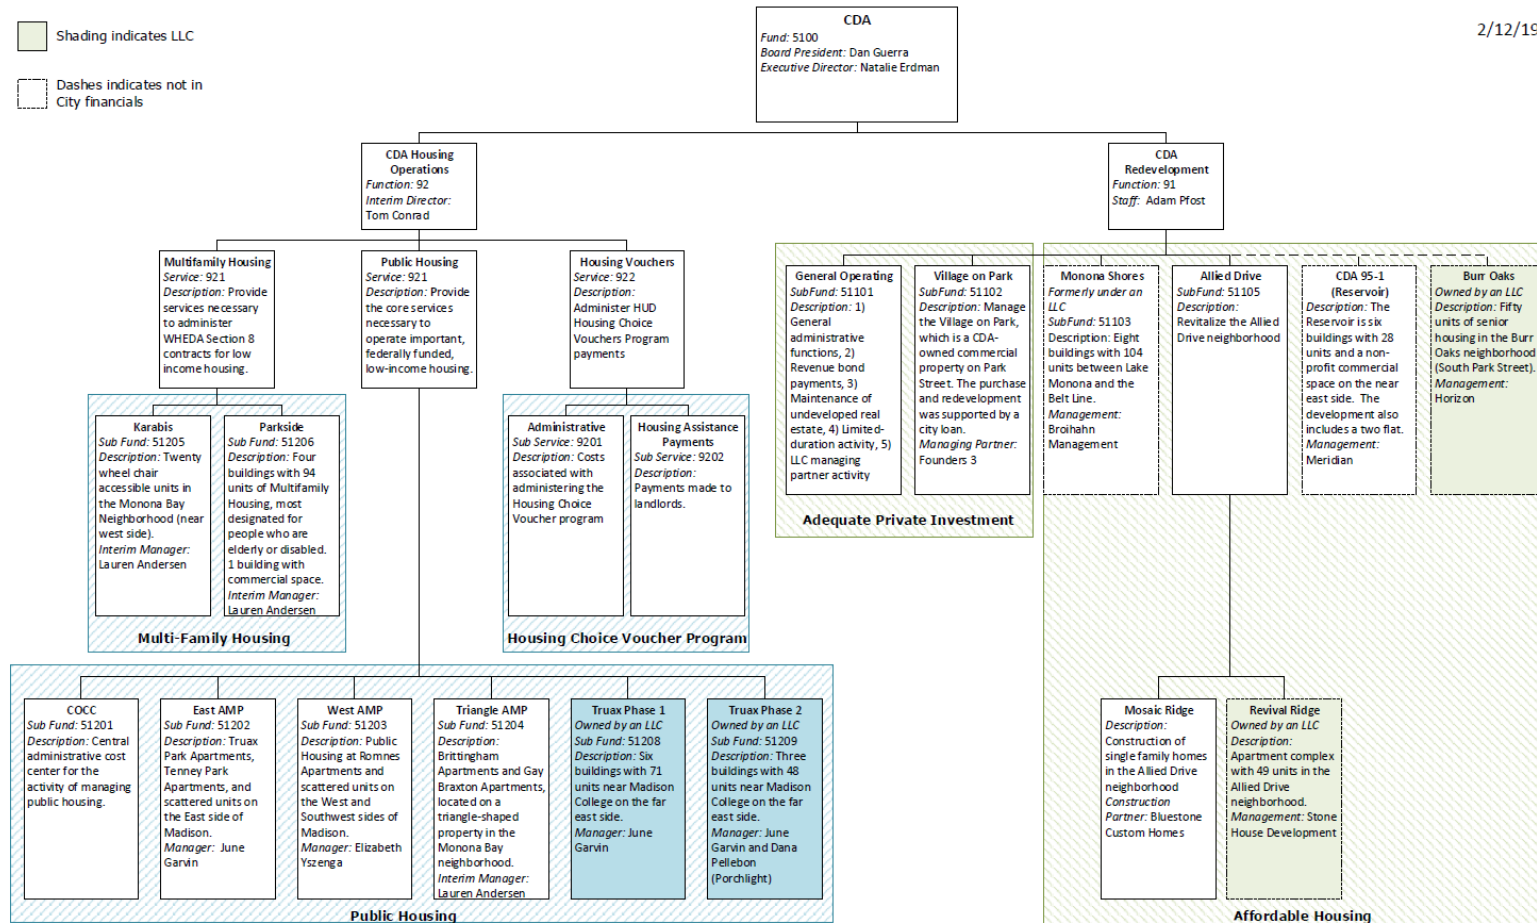 Shading indicates LLC
Dashes indicates not in
City financials
2/12/19
CDA
Fund: 5100
Board President: Dan Guerra
Executive Director: Natalie Erdman
CDA Housing
Operations
Function: 92
Interim Director:
Tom Conrad
CDA
Redevelopment
Function: 91
Staff: Adam Pfost
Multifamily Housing
Service: 921
Description: Provide
services necessary
to administer
WHEDA Section 8
contracts for low
income housing.
Public Housing
Service: 921
Description: Provide
the core services
necessary to
operate important,
federally funded,
low-income housing.
Housing Vouchers
Service: 922
Description:
Administer HUD
Housing Choice
Vouchers Program
payments
General Operating
SubFund: 51101
Description: 1)
General
administrative
functions, 2)
Revenue bond
payments, 3)
Maintenance of
undeveloped real
estate, 4) Limited-
duration activity, 5)
LLC managing
partner activity
Village on Park
SubFund: 51102
Description: Manage
the Village on Park,
which is a CDA-
owned commercial
property on Park
Street. The purchase
and redevelopment
was supported by a
city loan.
Managing Partner:
Founders 3
Monona Shores
Formerly under an
LLC
SubFund: 51103
Description: Eight
buildings with 104
units between Lake
Monona and the
Belt Line.
Management:
Broihahn
Management
Allied Drive
SubFund: 51105
Description:
Revitalize the Allied
Drive neighborhood
CDA 95-1
(Reservoir)
Description: The
Reservoir is six
buildings with 28
units and a non-
profit commercial
space on the near
east side. The
development also
includes a two flat.
Management:
Meridian
Burr Oaks
Owned by an LLC
Description: Fifty
units of senior
housing in the Burr
Oaks neighborhood
(South Park Street).
Management:
Horizon
Adequate Private Investment
Karabis
Sub Fund: 51205
Description: Twenty
wheel chair
accessible units in
the Monona Bay
Neighborhood (near
west side).
Interim Manager:
Lauren Andersen
Parkside
Sub Fund: 51206
Description: Four
buildings with 94
units of Multifamily
Housing, most
designated for
people who are
elderly or disabled.
1 building with
commercial space.
Interim Manager:
Lauren Andersen
Multi-Family Housing
Administrative
Sub Service: 9201
Description: Costs
associated with
administering the
Housing Choice
Voucher program
Housing Assistance
Payments
Sub Service: 9202
Description:
Payments made to
landlords.
Housing Choice Voucher Program
COCC
Sub Fund: 51201
Description: Central
administrative cost
center for the
activity of managing
public housing.
East AMP
Sub Fund: 51202
Description: Truax
Park Apartments,
Tenney Park
Apartments, and
scattered units on
the East side of
Madison.
Manager: June
Garvin
West AMP
Sub Fund: 51203
Description: Public
Housing at Romnes
Apartments and
scattered units on
the West and
Southwest sides of
Madison.
Manager: Elizabeth
Yszenga
Triangle AMP
Sub Fund: 51204
Description:
Brittingham
Apartments and Gay
Braxton Apartments,
located on a
triangle-shaped
property in the
Monona Bay
neighborhood.
Interim Manager:
Lauren Andersen
Truax Phase 1
Owned by an LLC
Sub Fund: 51208
Description: Six
buildings with 71
units near Madison
College on the far
east side.
Manager: June
Garvin
Truax Phase 2
Owned by an LLC
Sub Fund: 51209
Description: Three
buildings with 48
units near Madison
College on the far
east side.
Manager: June
Garvin and Dana
Pellebon
(Porchlight)
Public Housing
Mosaic Ridge
Description:
Construction of
single family homes
in the Allied Drive
neighborhood
Construction
Partner: Bluestone
Custom Homes
Revival Ridge
Owned by an LLC
Description:
Apartment complex
with 49 units in the
Allied Drive
neighborhood.
Management: Stone
House Development
Affordable Housing